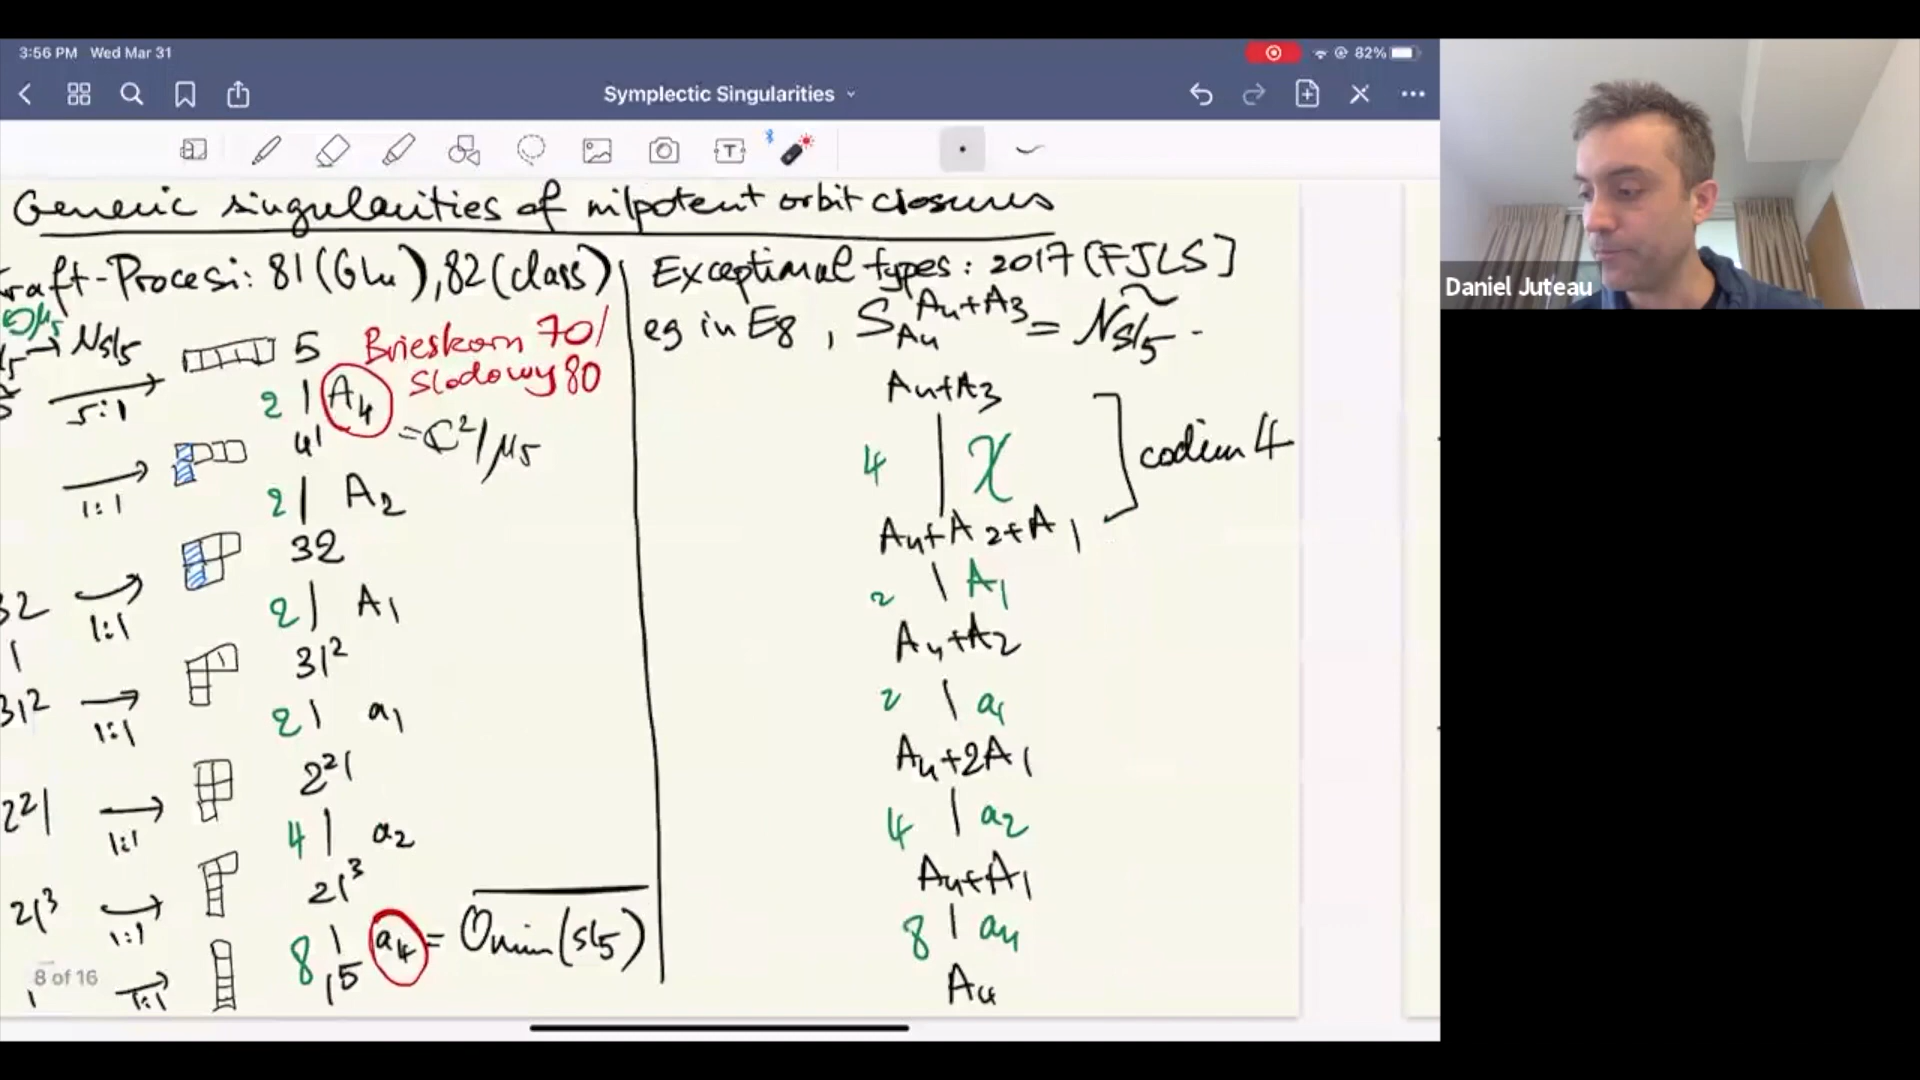 3:56 PM Wed Mar 31
82%
Symplectic Singularities
T
Generic singularities of nilpotent orbit closures
raft-Procesi: 81 (GLn), 82 (class)
5:1
→ Nsl5
5
Brieskorn 70/
Slodowy 80
2 | A4
= C²/μ5
1:1
41
2 | A2
32
1:1
32
2 | A1
31²
1:1
31²
2 | a1
2²1
1:1
2²1
4 | a2
21³
1:1
21³
8 | a4 = Omin(sl5)
1:1
15
8 of 16
Exceptional types: 2017 [FJLS]
eg in E8, S A4 A4+A3 = Ñsl5.
A4+A3
4 | χ
codim 4
A4+A2+A1
2 | A1
A4+A2
2 | a1
A4+2A1
4 | a2
A4+A1
8 | a4
A4
Daniel Juteau